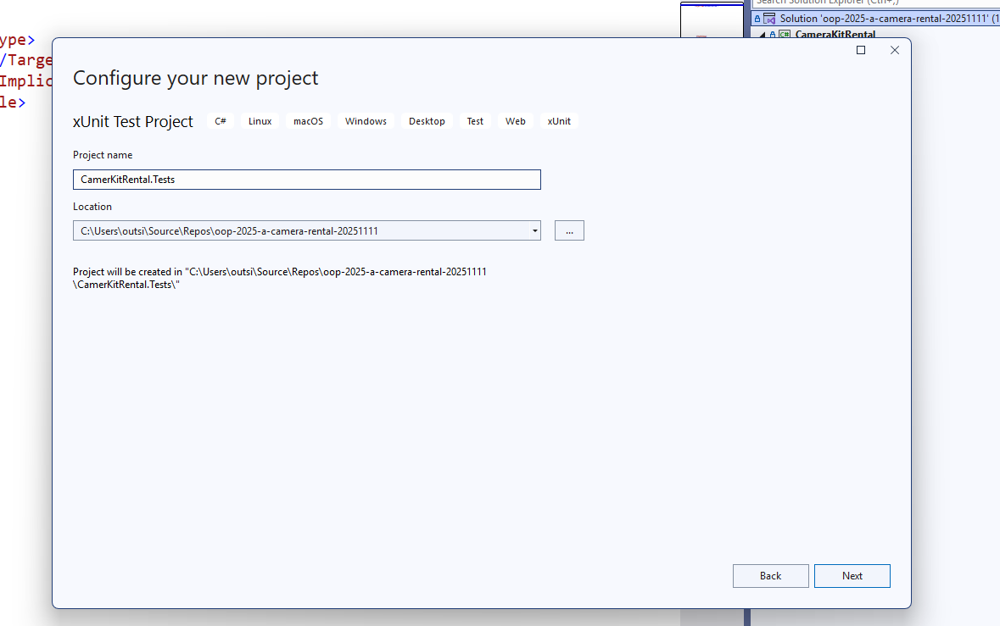 Search Solution Explorer (Ctrl+;)
Solution 'oop-2025-a-camera-rental-20251111' (1
CameraKitRental
ype>
/Targe
Implic
le>
Configure your new project
xUnit Test Project C# Linux macOS Windows Desktop Test Web xUnit
Project name
CamerKitRental.Tests
Location
C:\Users\outsi\Source\Repos\oop-2025-a-camera-rental-20251111
...
Project will be created in "C:\Users\outsi\Source\Repos\oop-2025-a-camera-rental-20251111
\CamerKitRental.Tests\"
Back Next